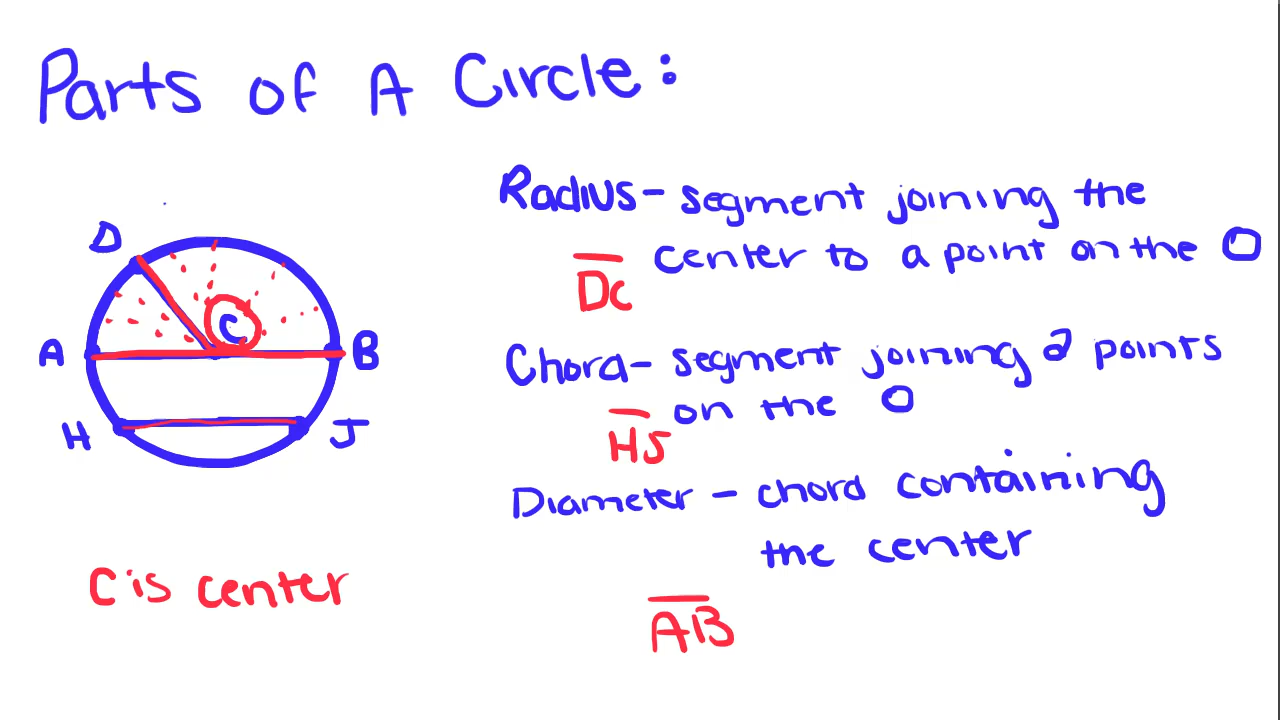 Parts of A Circle:
Radius - segment joining the
center to a point on the O
DC
Chord - segment joining 2 points
on the O
HJ
Diameter - chord containing
the center
AB
D
C
A
B
H
J
C is center